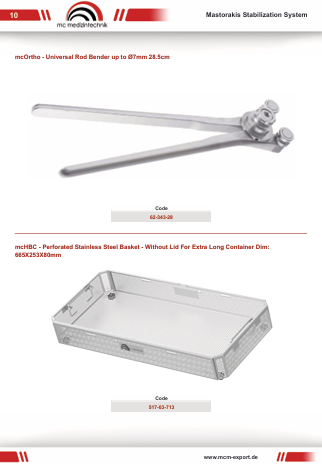 10
mc medizintechnik
Mastorakis Stabilization System
mcOrtho - Universal Rod Bender up to Ø7mm 28.5cm
Code
62-343-28
mcHBC - Perforated Stainless Steel Basket - Without Lid For Extra Long Container Dim:
665X253X80mm
Code
517-63-713
www.mcm-export.de